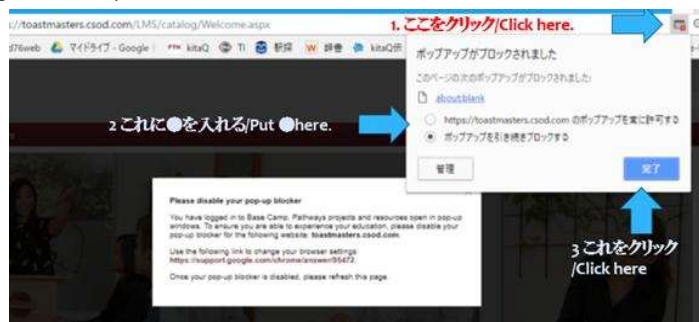 ://toastmasters.csod.com/LMS/catalog/Welcome.aspx
1. ここをクリック/Click here.
d76web マイドライブ - Google kitaQ TI 駅探 辞書 kitaQ伝
ポップアップがブロックされました
このページの次のポップアップがブロックされました:
about:blank
https://toastmasters.csod.com のポップアップを常に許可する
ポップアップを引き続きブロックする
2 これに●を入れる/Put ●here.
管理
完了
Please disable your pop-up blocker
You have logged in to Base Camp. Pathways projects and resources open in pop-up
windows. To ensure you are able to experience your education, please disable your
pop-up blocker for the following website: toastmasters.csod.com.
Use the following link to change your browser settings
https://support.google.com/chrome/answer/95472.
Once your pop-up blocker is disabled, please refresh this page.
3 これをクリック
/Click here